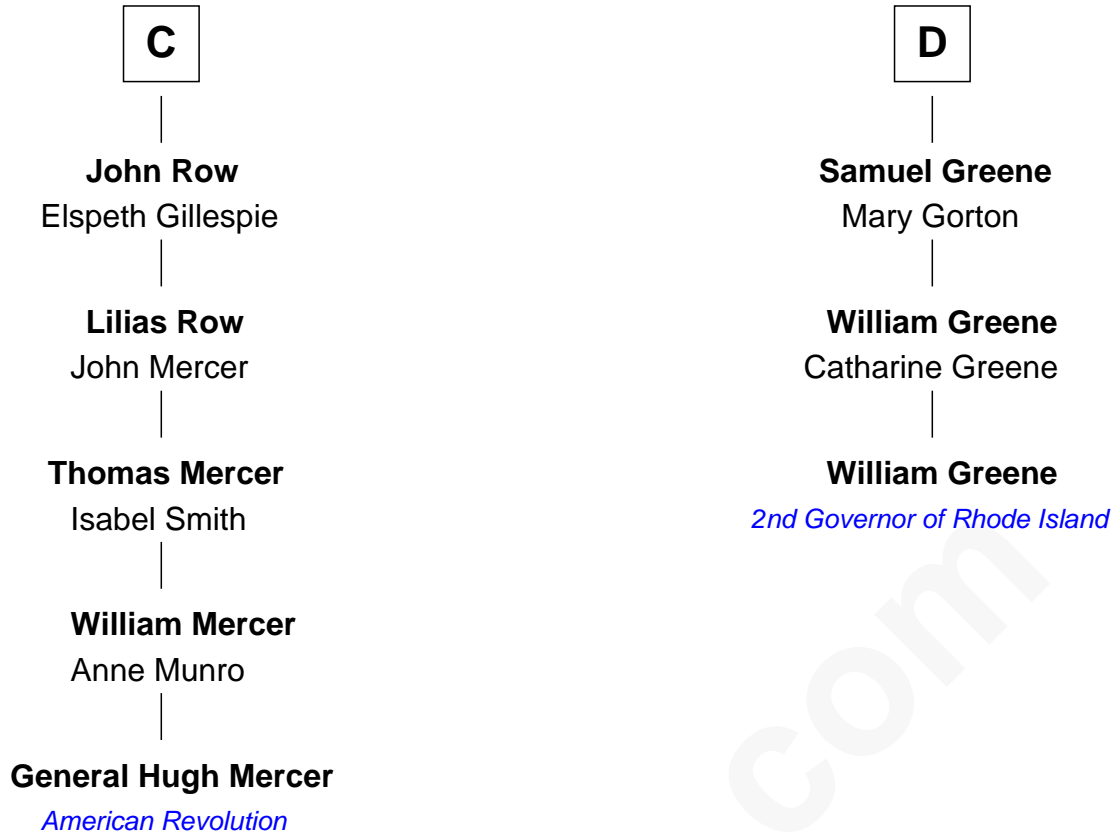 C
John Row
Elspeth Gillespie
Lilias Row
John Mercer
Thomas Mercer
Isabel Smith
William Mercer
Anne Munro
General Hugh Mercer
American Revolution
D
Samuel Greene
Mary Gorton
William Greene
Catharine Greene
William Greene
2nd Governor of Rhode Island
com